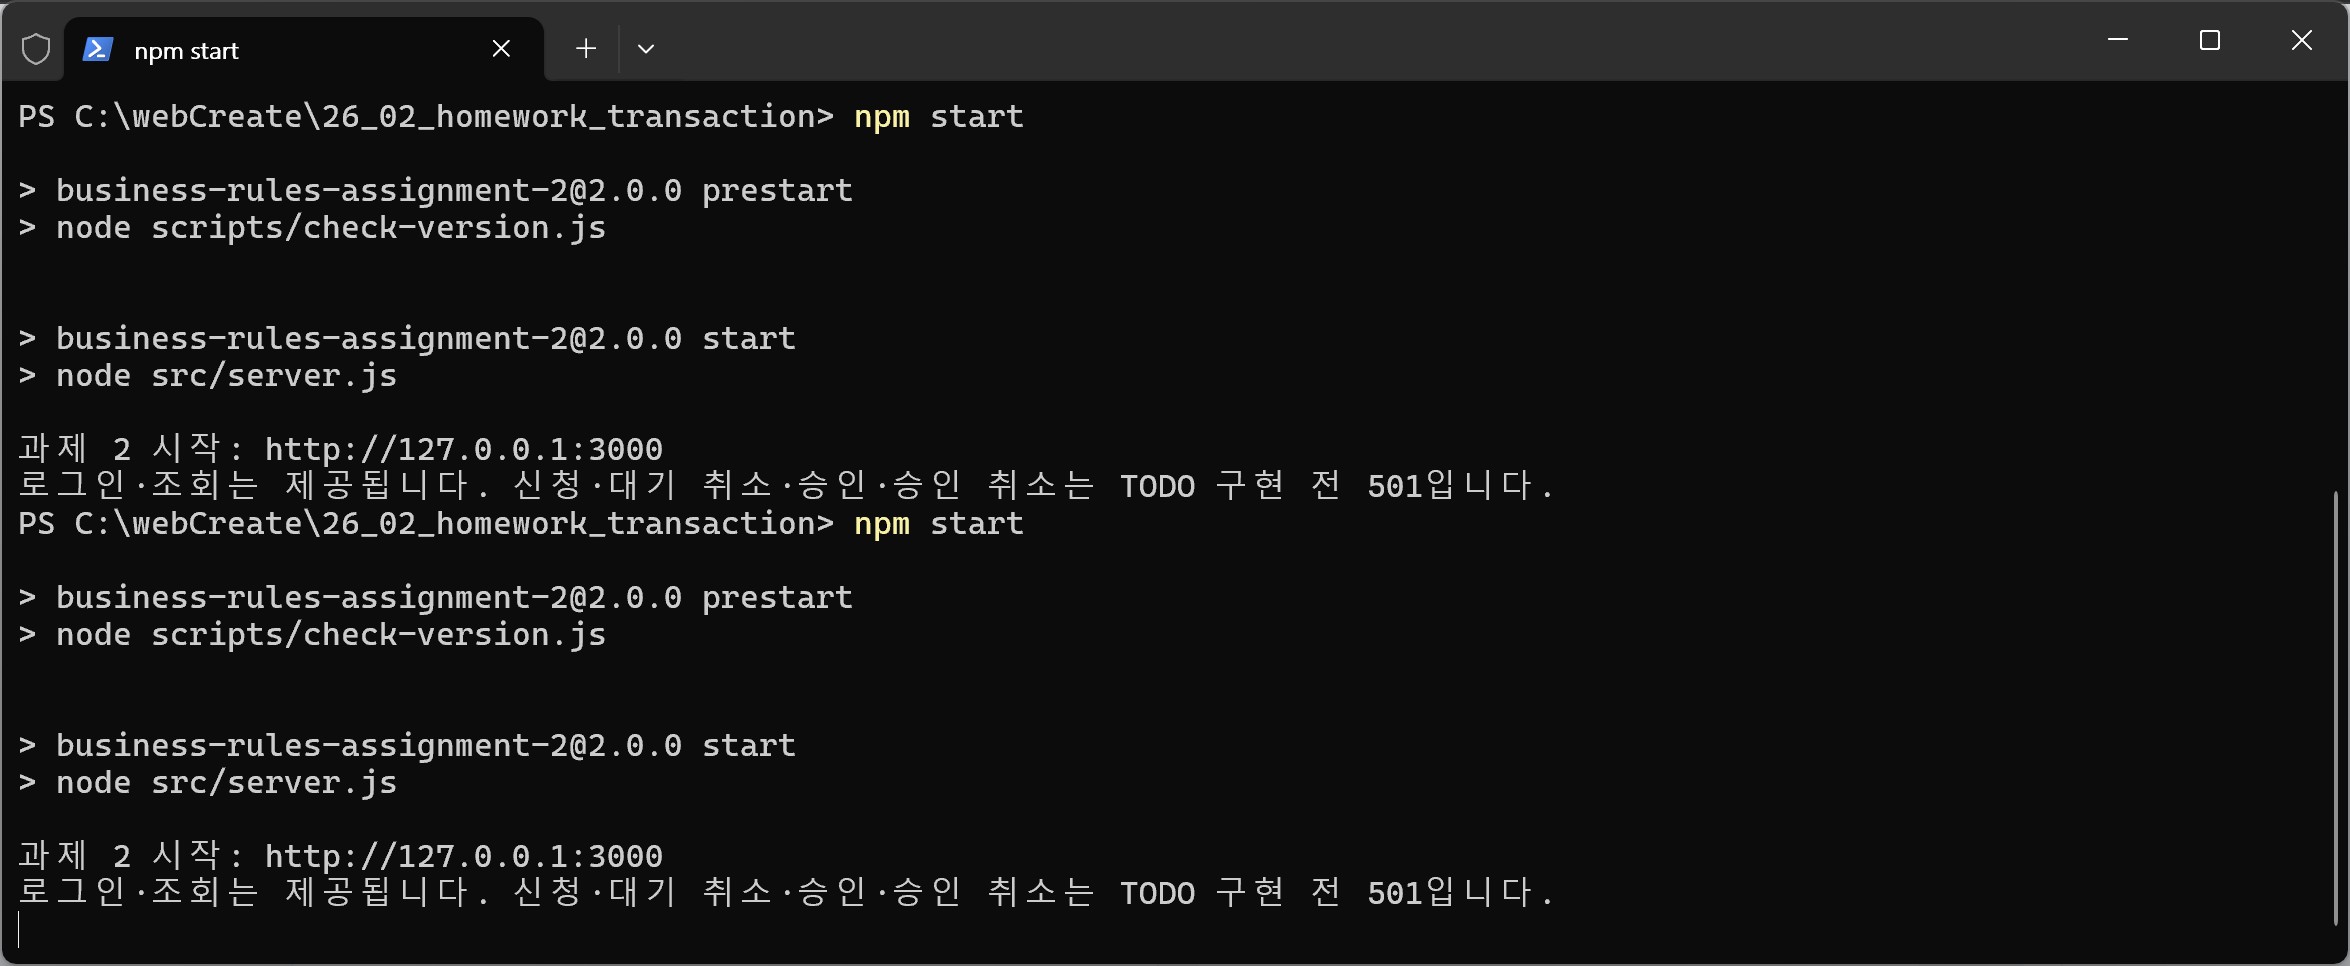 npm start
PS C:\webCreate\26_02_homework_transaction> npm start
> business-rules-assignment-2@2.0.0 prestart
> node scripts/check-version.js
> business-rules-assignment-2@2.0.0 start
> node src/server.js
과제 2 시작: http://127.0.0.1:3000
로그인·조회는 제공됩니다. 신청·대기 취소·승인·승인 취소는 TODO 구현 전 501입니다.
PS C:\webCreate\26_02_homework_transaction> npm start
> business-rules-assignment-2@2.0.0 prestart
> node scripts/check-version.js
> business-rules-assignment-2@2.0.0 start
> node src/server.js
과제 2 시작: http://127.0.0.1:3000
로그인·조회는 제공됩니다. 신청·대기 취소·승인·승인 취소는 TODO 구현 전 501입니다.